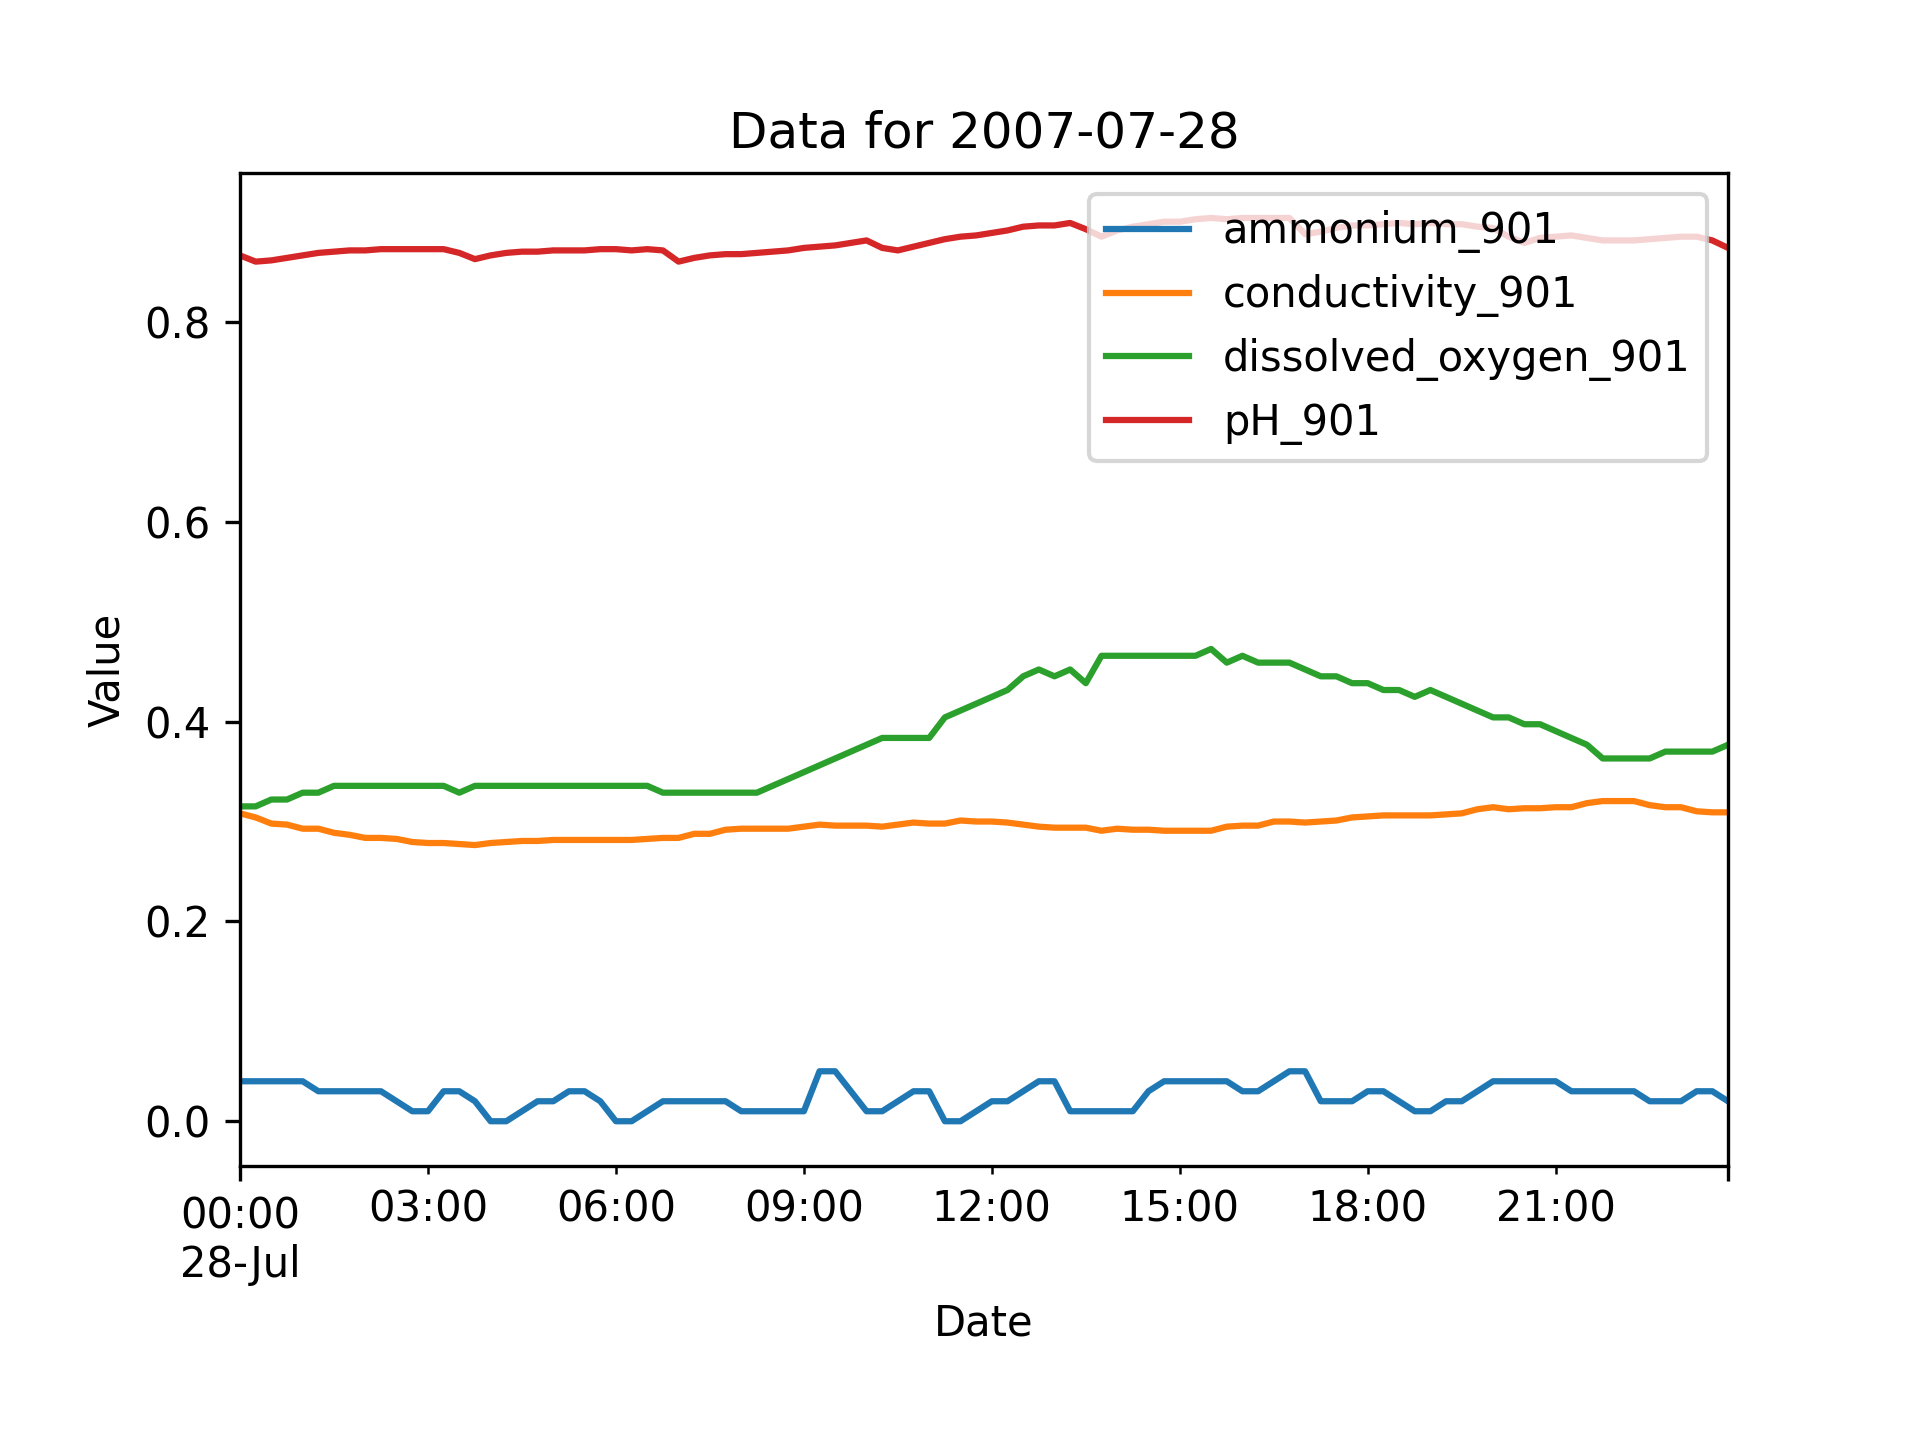 Data for 2007-07-28
ammonium_901
conductivity_901
dissolved_oxygen_901
pH_901
Value
0.8
0.6
0.4
0.2
0.0
00:00 03:00 06:00 09:00 12:00 15:00 18:00 21:00
28-Jul
Date